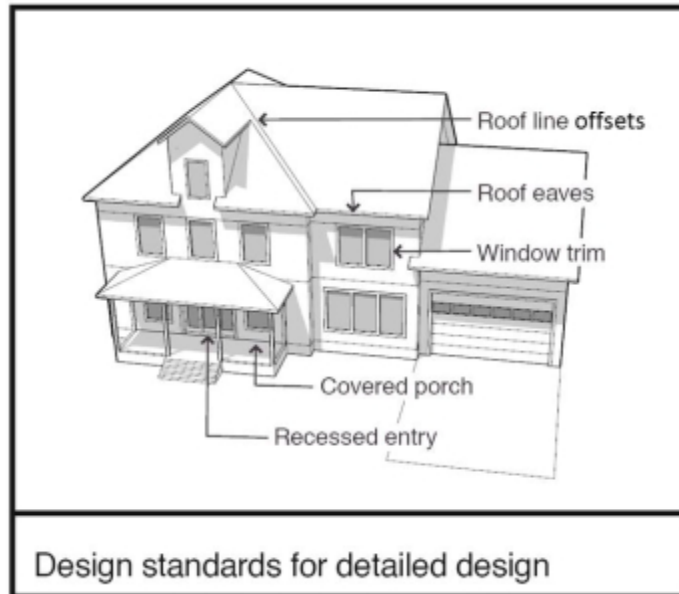 Roof line offsets
Roof eaves
Window trim
Covered porch
Recessed entry
Design standards for detailed design